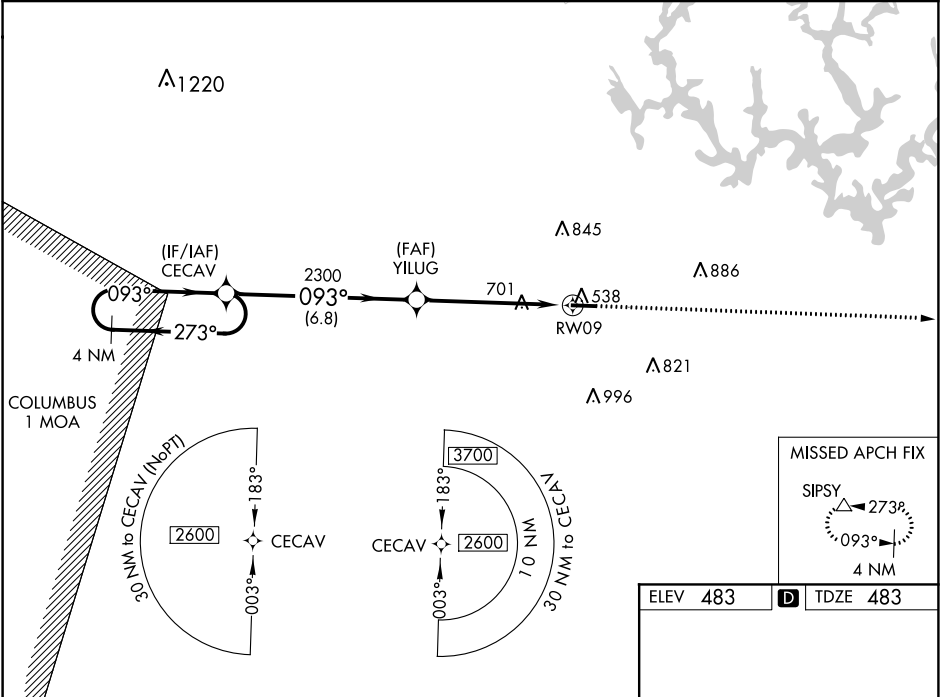 1220
(IF/IAF)
CECAV
(FAF)
YILUG
845
886
2300
093°
093°
(6.8)
701
538
RW09
273°
4 NM
821
996
COLUMBUS
1 MOA
30 NM to CECAV (NoPT)
183°
2600
CECAV
003°
3700
183°
CECAV
2600
10 NM
30 NM to CECAV
003°
MISSED APCH FIX
SIPSY
273°
093°
4 NM
ELEV 483 D TDZE 483